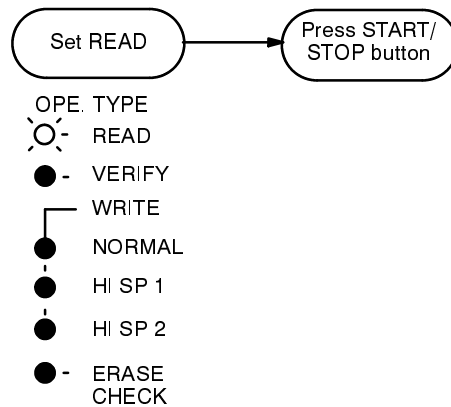 Set READ
Press START/
STOP button
OPE. TYPE
READ
VERIFY
WRITE
NORMAL
HI SP 1
HI SP 2
ERASE
CHECK